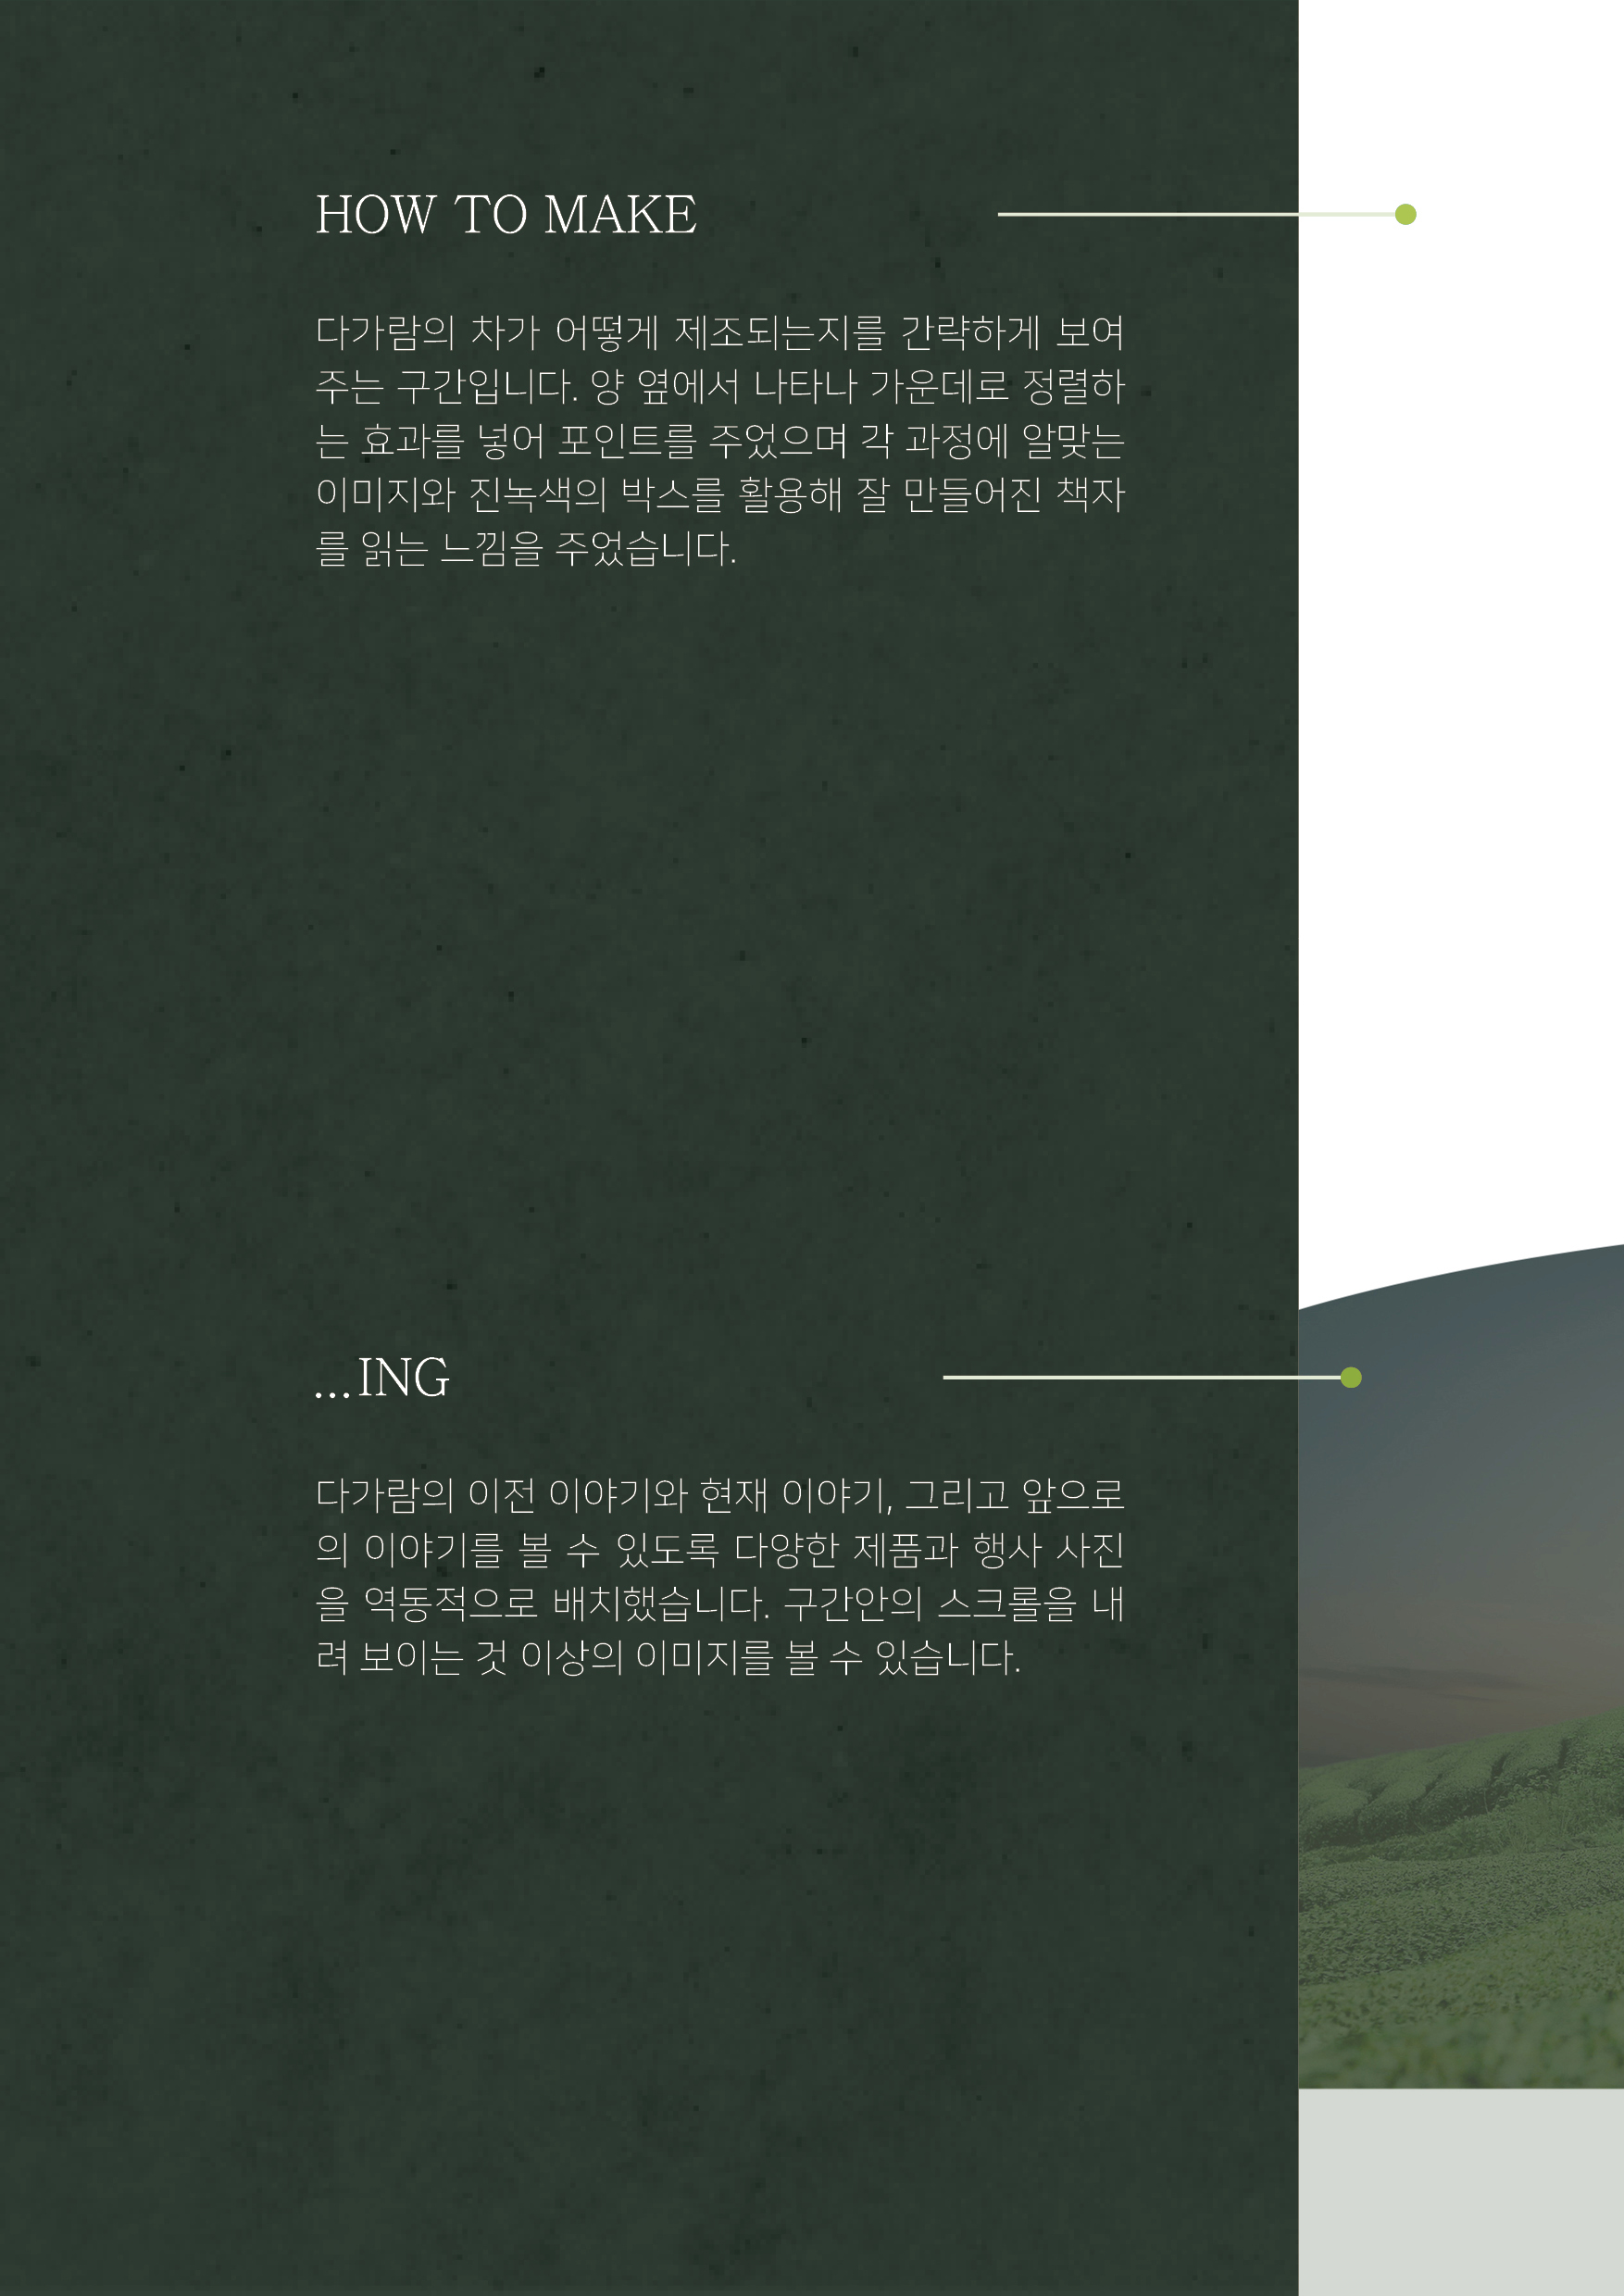 HOW TO MAKE
다가람의 차가 어떻게 제조되는지를 간략하게 보여
주는 구간입니다. 양 옆에서 나타나 가운데로 정렬하
는 효과를 넣어 포인트를 주었으며 각 과정에 알맞는
이미지와 진녹색의 박스를 활용해 잘 만들어진 책자
를 읽는 느낌을 주었습니다.
...ING
다가람의 이전 이야기와 현재 이야기, 그리고 앞으로
의 이야기를 볼 수 있도록 다양한 제품과 행사 사진
을 역동적으로 배치했습니다. 구간안의 스크롤을 내
려 보이는 것 이상의 이미지를 볼 수 있습니다.